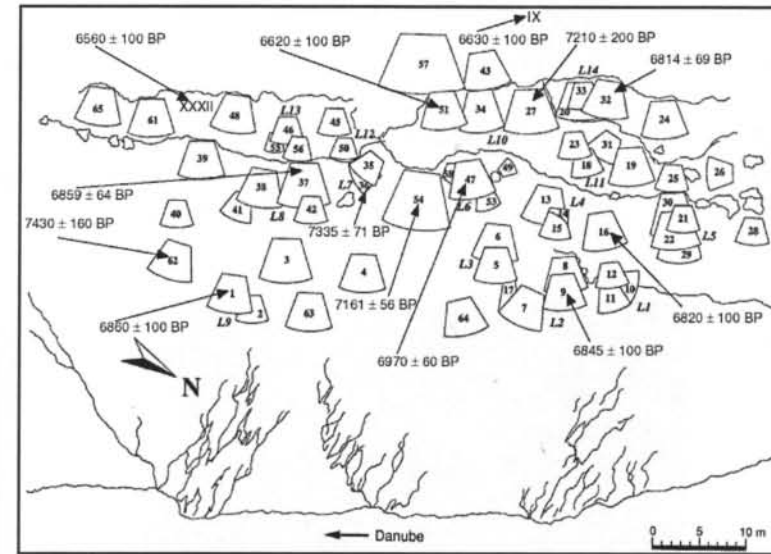 IX
6560 ± 100 BP
6620 ± 100 BP
6630 ± 100 BP
7210 ± 200 BP
6814 ± 69 BP
57
43
L14
33
32
20
XXXII
65
61
48
L13
46
45
55
56
L12
50
51
34
27
24
L10
23
31
18
L11
19
25
26
39
35
37
L7
36
38
58
47
49
L6
53
54
6859 ± 64 BP
40
41
L8
42
7335 ± 71 BP
13
L4
14
15
16
30
21
22
L5
29
28
7430 ± 160 BP
62
3
4
6
L3
5
17
8
9
12
11
10
L1
1
L9
2
63
64
7
L2
6860 ± 100 BP
7161 ± 56 BP
6820 ± 100 BP
6970 ± 60 BP
6845 ± 100 BP
N
Danube
0 5 10 m